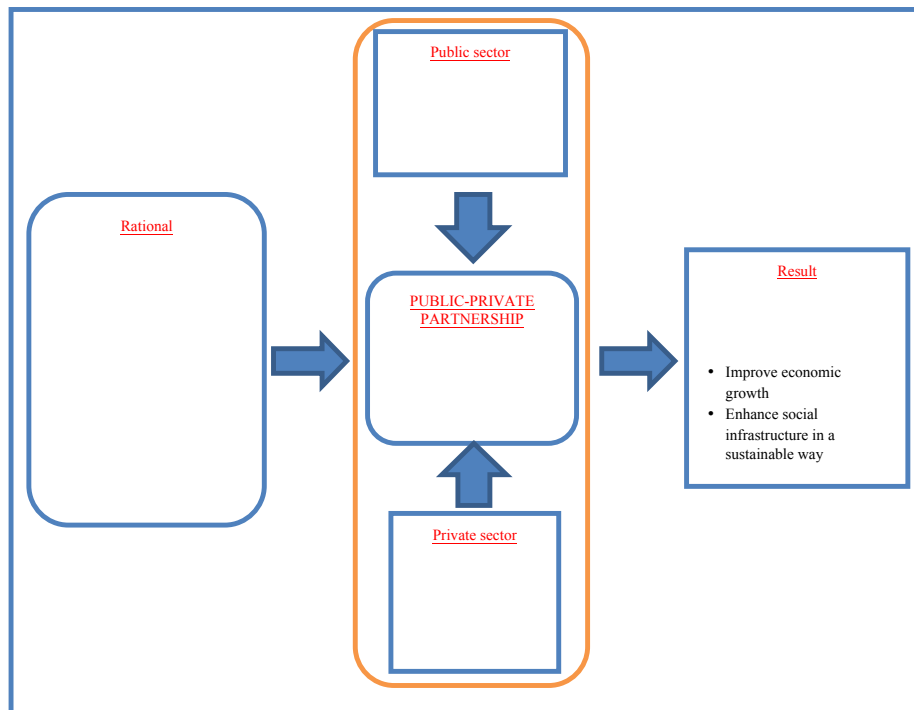 Public sector
Rational
PUBLIC-PRIVATE
PARTNERSHIP
Private sector
Result
• Improve economic
growth
• Enhance social
infrastructure in a
sustainable way